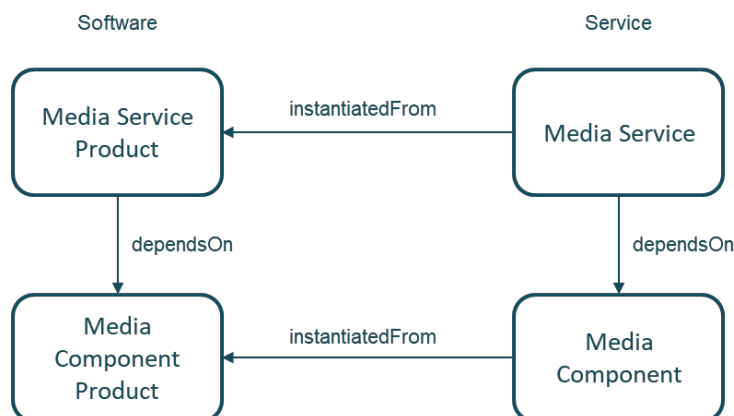 Software
Service
Media Service
Product
instantiatedFrom
Media Service
dependsOn
dependsOn
Media
Component
Product
instantiatedFrom
Media
Component